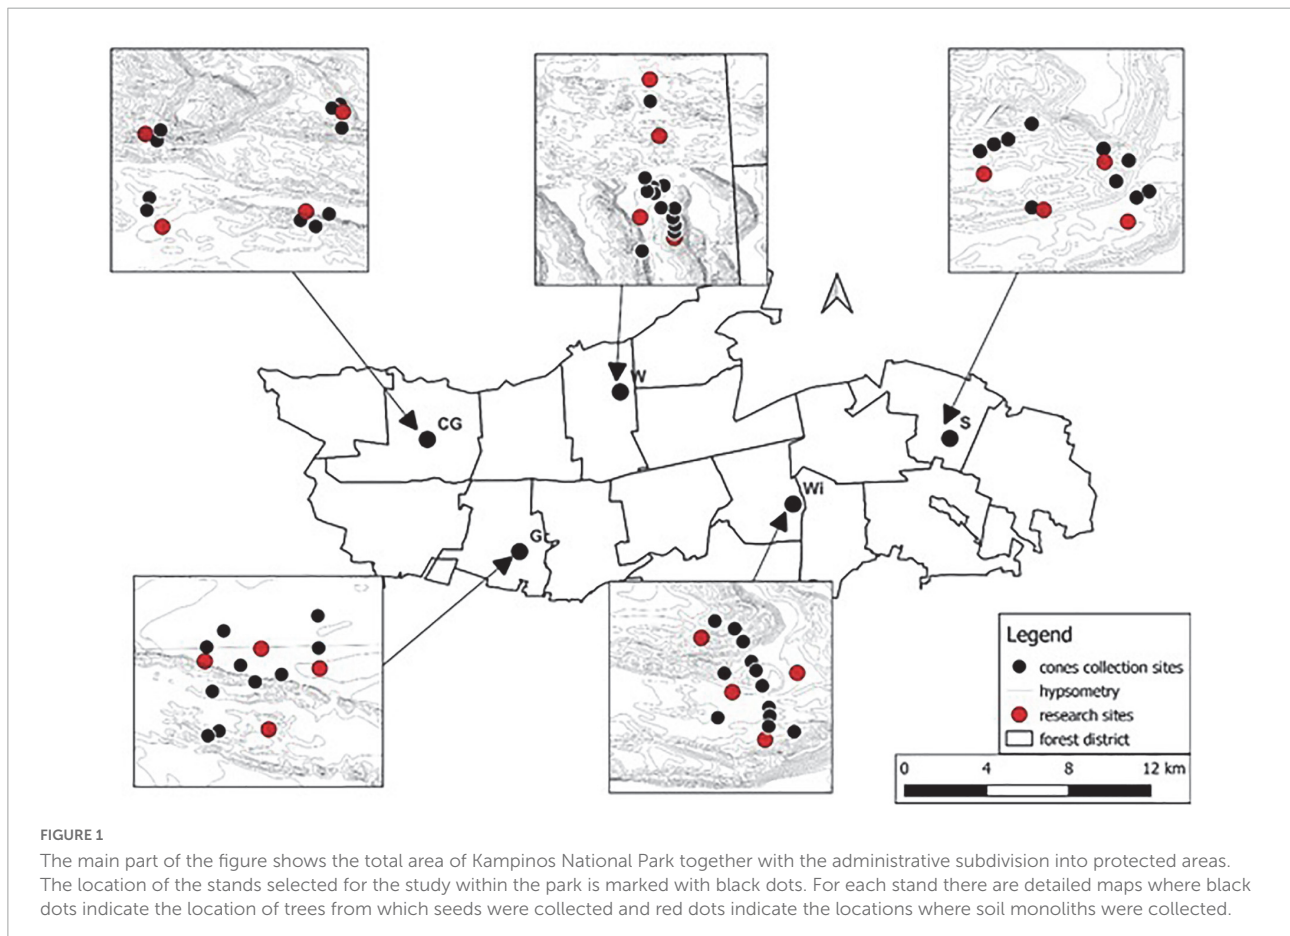 W
CG
S
Wi
G
Legend
cones collection sites
hypsometry
research sites
forest district
0 4 8 12 km
FIGURE 1
The main part of the figure shows the total area of Kampinos National Park together with the administrative subdivision into protected areas.
The location of the stands selected for the study within the park is marked with black dots. For each stand there are detailed maps where black
dots indicate the location of trees from which seeds were collected and red dots indicate the locations where soil monoliths were collected.